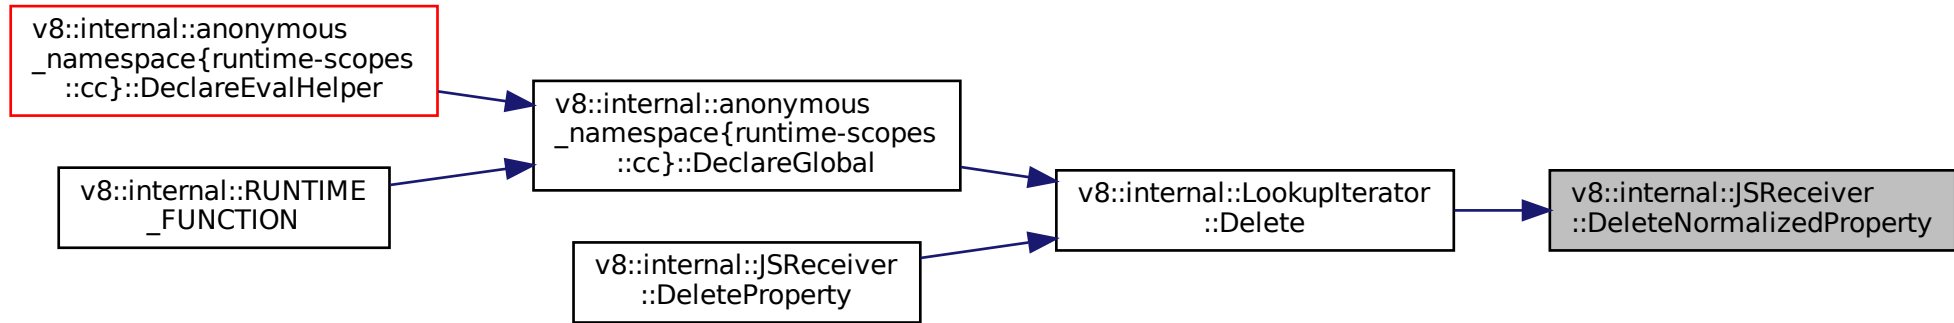 v8::internal::anonymous
_namespace{runtime-scopes
::cc}::DeclareEvalHelper
v8::internal::RUNTIME
_FUNCTION
v8::internal::anonymous
_namespace{runtime-scopes
::cc}::DeclareGlobal
v8::internal::JSReceiver
::DeleteProperty
v8::internal::LookupIterator
::Delete
v8::internal::JSReceiver
::DeleteNormalizedProperty